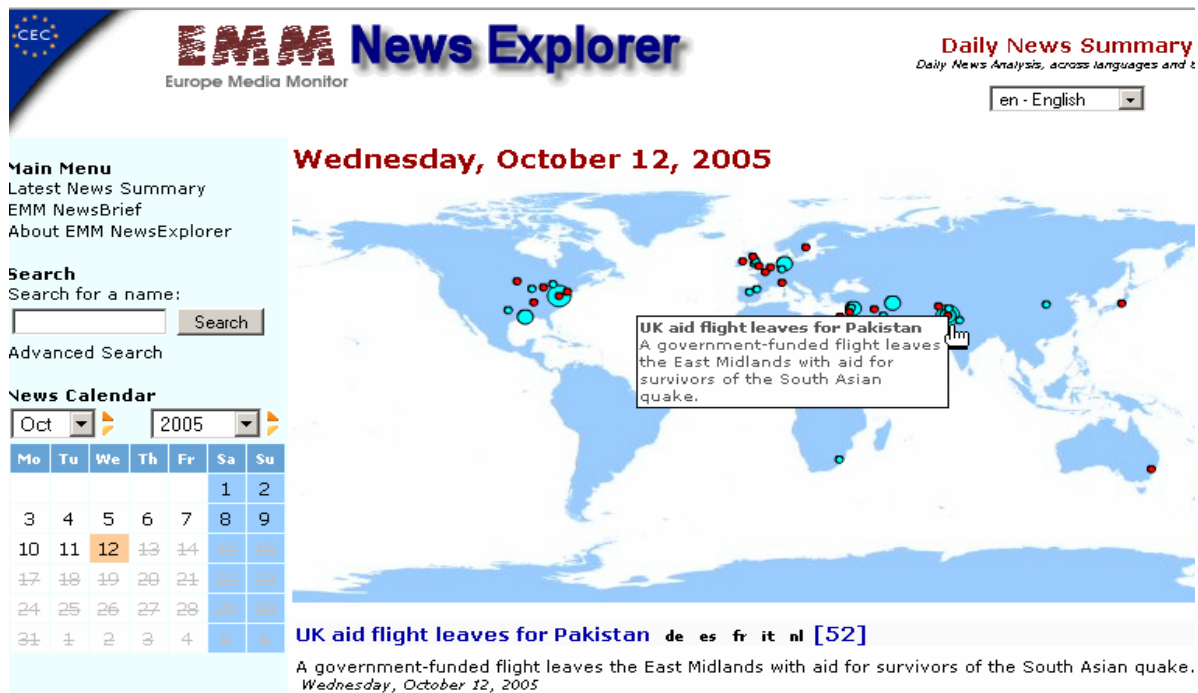 CEC
EMM News Explorer
Europe Media Monitor
Daily News Summary
Daily News Analysis, across languages and
en - English
Main Menu
Latest News Summary
EMM NewsBrief
About EMM NewsExplorer
Search
Search for a name:
Search
Advanced Search
News Calendar
Oct 2005
Mo Tu We Th Fr Sa Su
1 2
3 4 5 6 7 8 9
10 11 12 13 14 15 16
17 18 19 20 21
24 25 26 27 28
31 1 2 3 4
Wednesday, October 12, 2005
UK aid flight leaves for Pakistan
A government-funded flight leaves
the East Midlands with aid for
survivors of the South Asian
quake.
UK aid flight leaves for Pakistan de es fr it nl [52]
A government-funded flight leaves the East Midlands with aid for survivors of the South Asian quake.
Wednesday, October 12, 2005